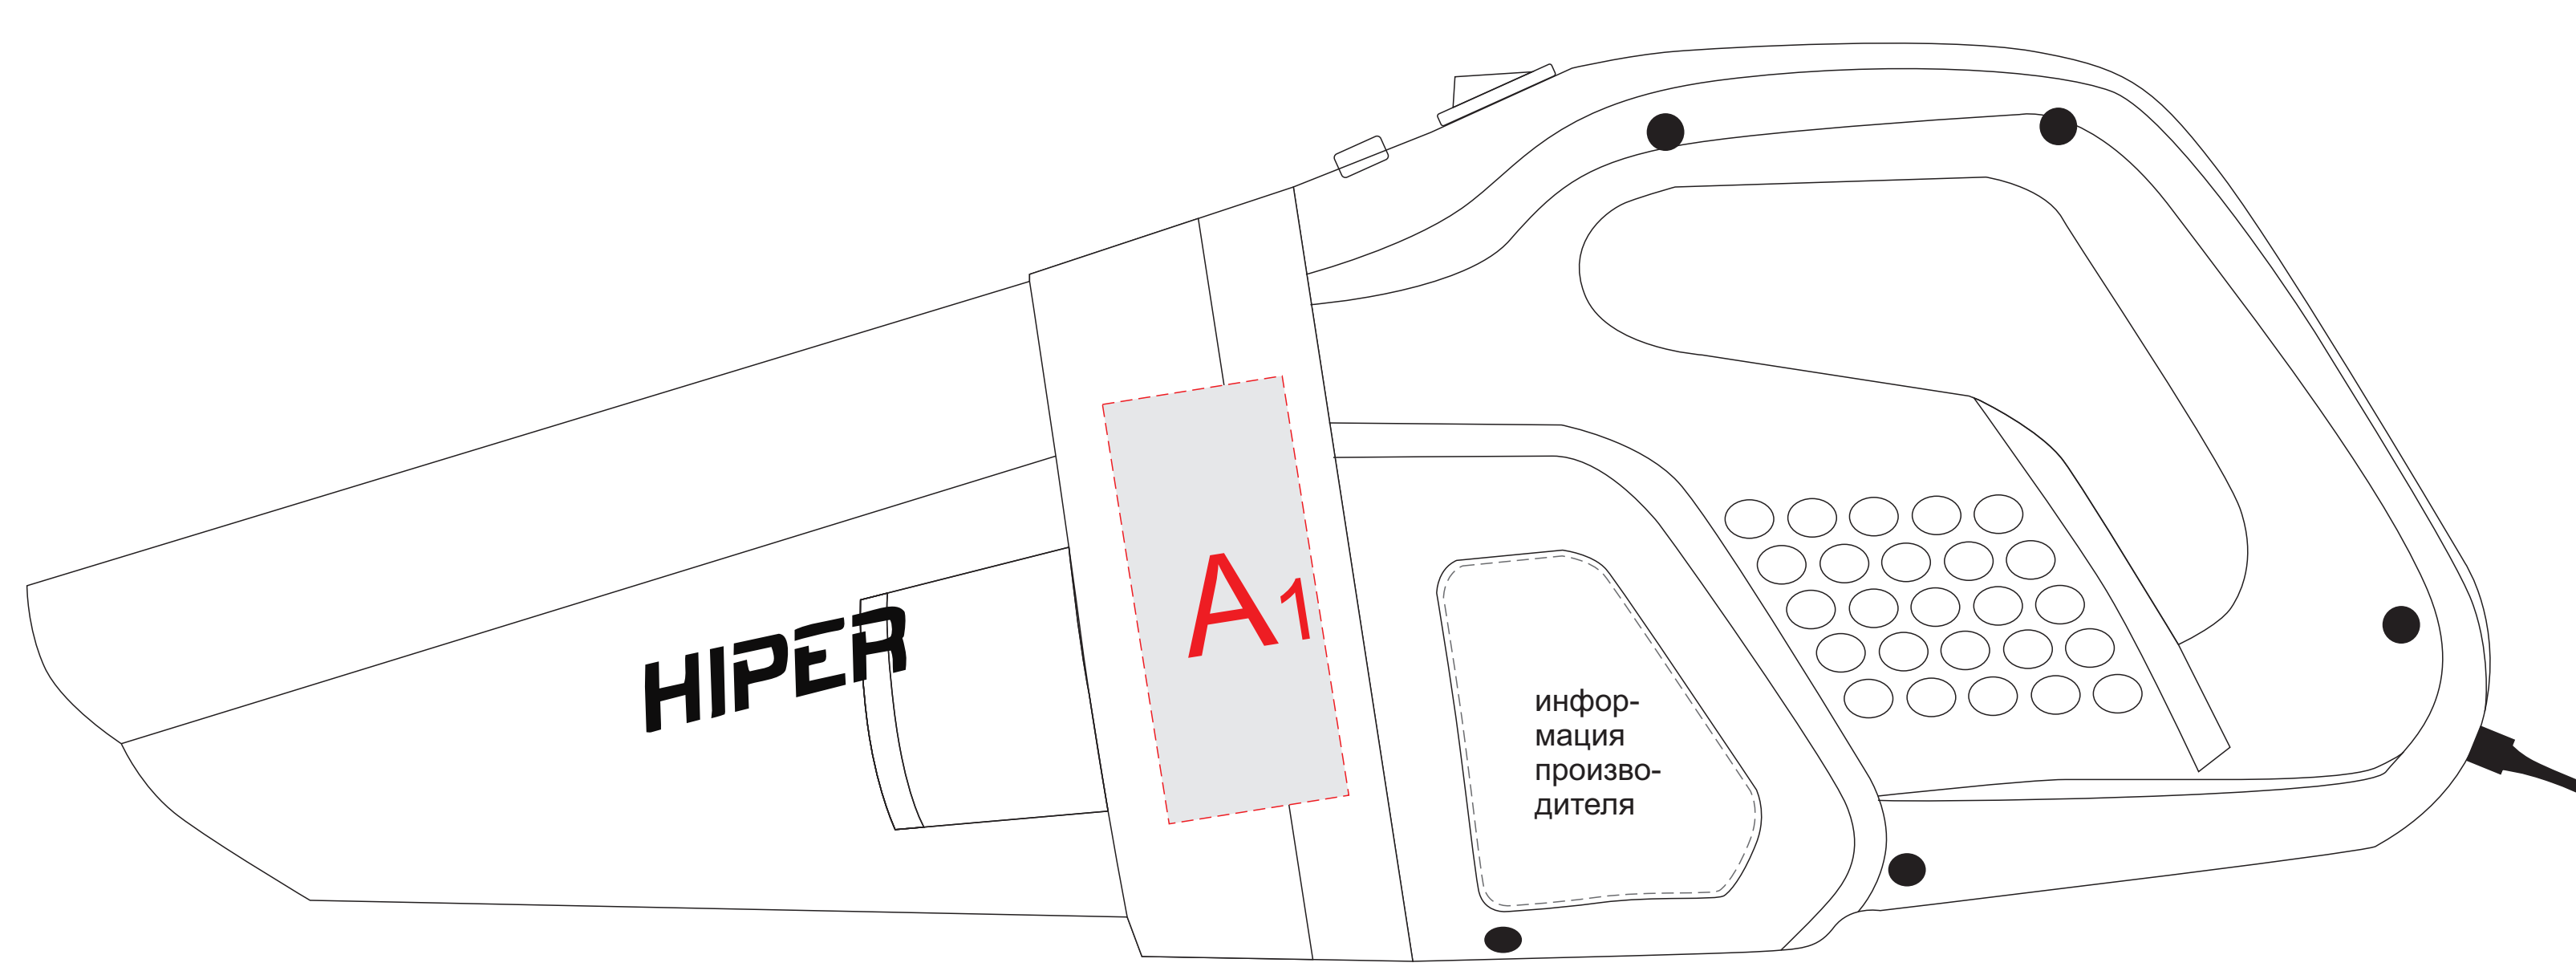 HIPER
A1
инфор-
мация
произво-
дителя